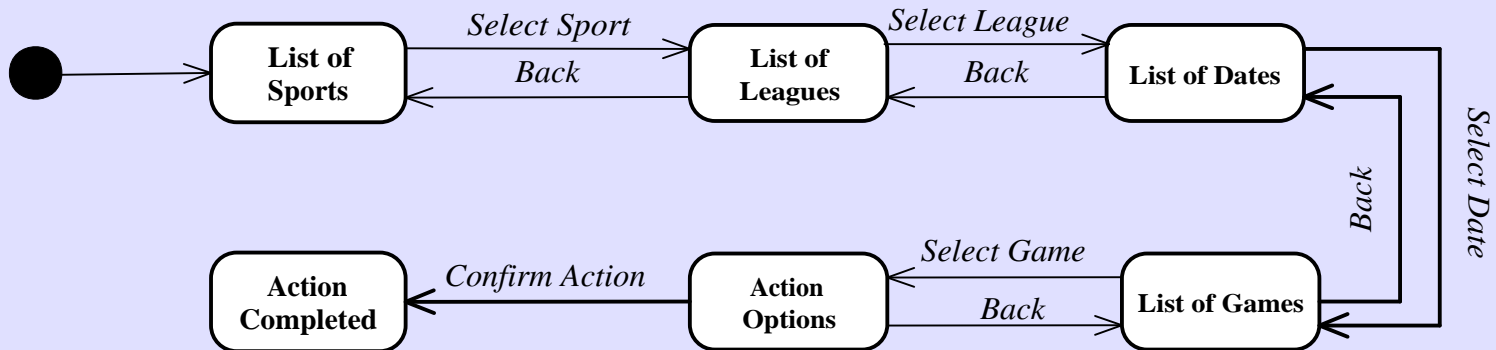 Select Sport
Select League
List of
Sports
Back
List of
Leagues
Back
List of Dates
Select Date
Back
Select Game
Confirm Action
Action
Completed
Action
Options
List of Games
Back